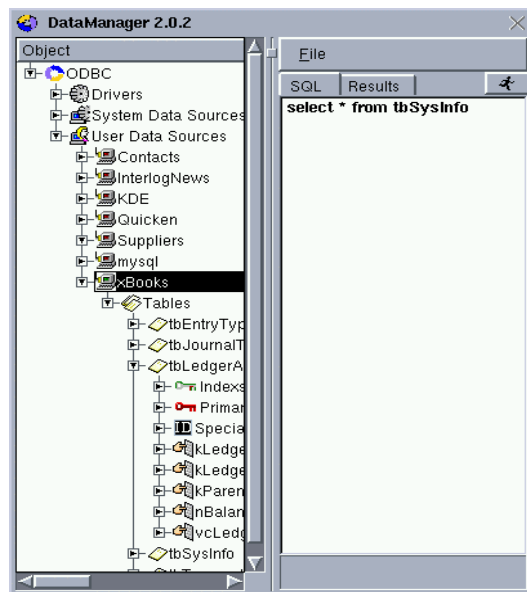 DataManager 2.0.2
Object
ODBC
Drivers
System Data Sources
User Data Sources
Contacts
InterlogNews
KDE
Quicken
Suppliers
mysql
xBooks
Tables
tbEntryTyp
tbJournalT
tbLedgerA
Indexs
Primar
Specia
kLedge
kLedge
kParen
nBalan
vcLedg
tbSysInfo
File
SQL Results
select * from tbSysInfo